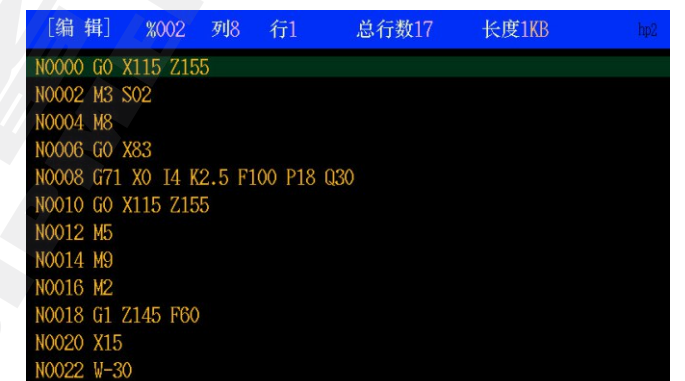 [编 辑] %002 列8 行1 总行数17 长度1KB hp2
N0000 G0 X115 Z155
N0002 M3 S02
N0004 M8
N0006 G0 X83
N0008 G71 X0 I4 K2.5 F100 P18 Q30
N0010 G0 X115 Z155
N0012 M5
N0014 M9
N0016 M2
N0018 G1 Z145 F60
N0020 X15
N0022 W-30